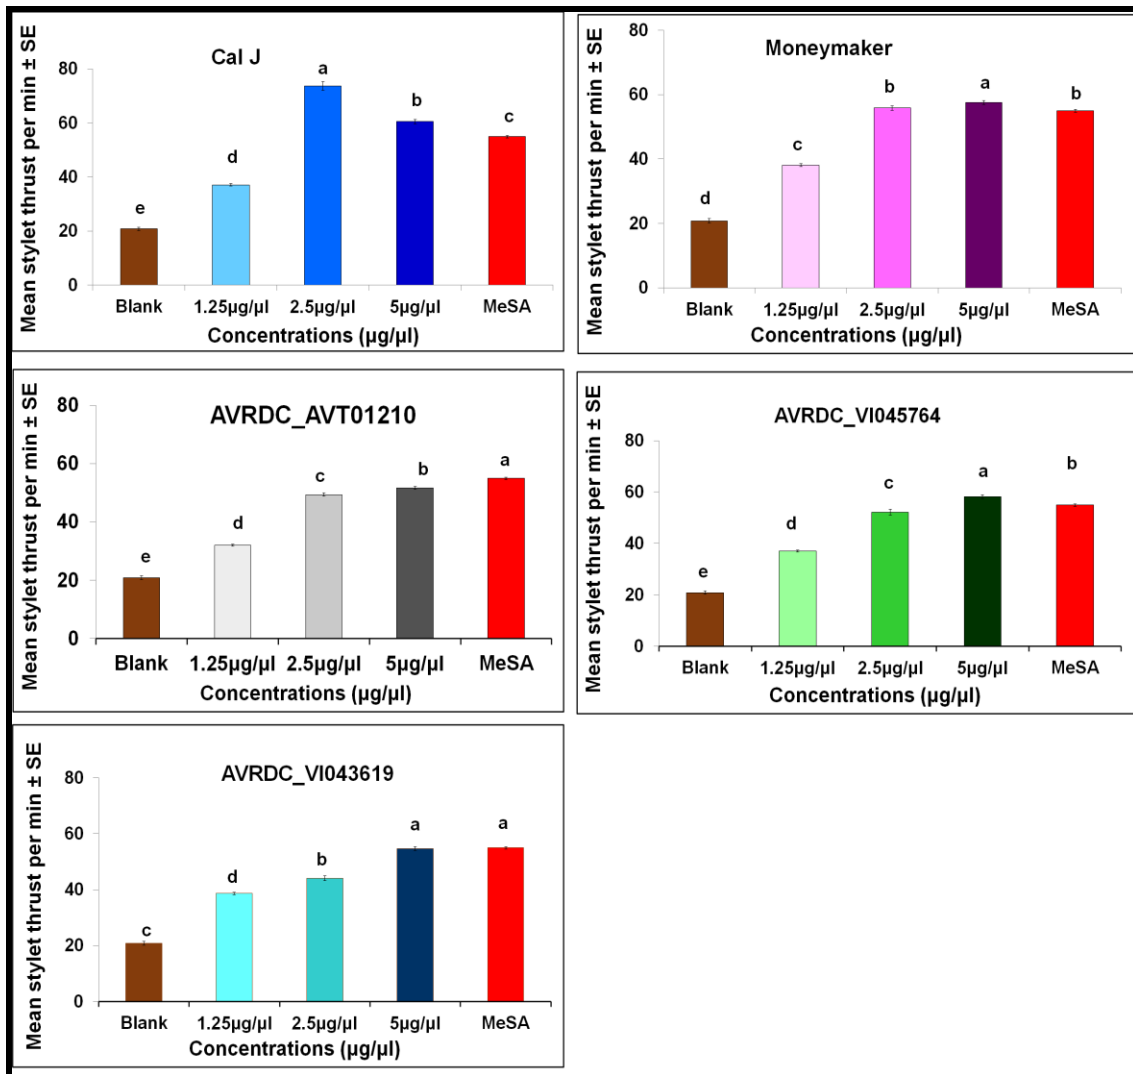 Cal J
Mean stylet thrust per min ± SE
80
60
40
20
0
e
d
a
b
c
Blank 1.25µg/µl 2.5µg/µl 5µg/µl MeSA
Concentrations (µg/µl)
Moneymaker
Mean stylet thrust per min ± SE
80
60
40
20
0
d
c
b
a
b
Blank 1.25µg/µl 2.5µg/µl 5µg/µl MeSA
Concentrations (µg/µl)
AVRDC_AVT01210
Mean stylet thrust per min ± SE
80
60
40
20
0
e
d
c
b
a
Blank 1.25µg/µl 2.5µg/µl 5µg/µl MeSA
Concentrations (µg/µl)
AVRDC_VI045764
Mean stylet thrust per min ± SE
80
60
40
20
0
e
d
c
a
b
Blank 1.25µg/µl 2.5µg/µl 5µg/µl MeSA
Concentrations (µg/µl)
AVRDC_VI043619
Mean stylet thrust per min ± SE
80
60
40
20
0
c
d
b
a
a
Blank 1.25µg/µl 2.5µg/µl 5µg/µl MeSA
Concentrations (µg/µl)